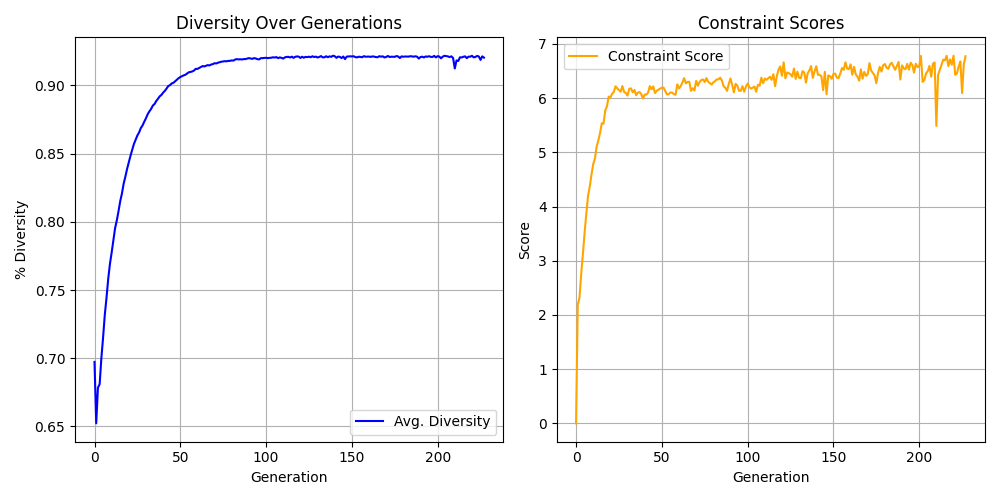 Diversity Over Generations
% Diversity
0.90
0.85
0.80
0.75
0.70
0.65
Avg. Diversity
0 50 100 150 200
Generation
Constraint Scores
Score
7
6
5
4
3
2
1
0
Constraint Score
0 50 100 150 200
Generation